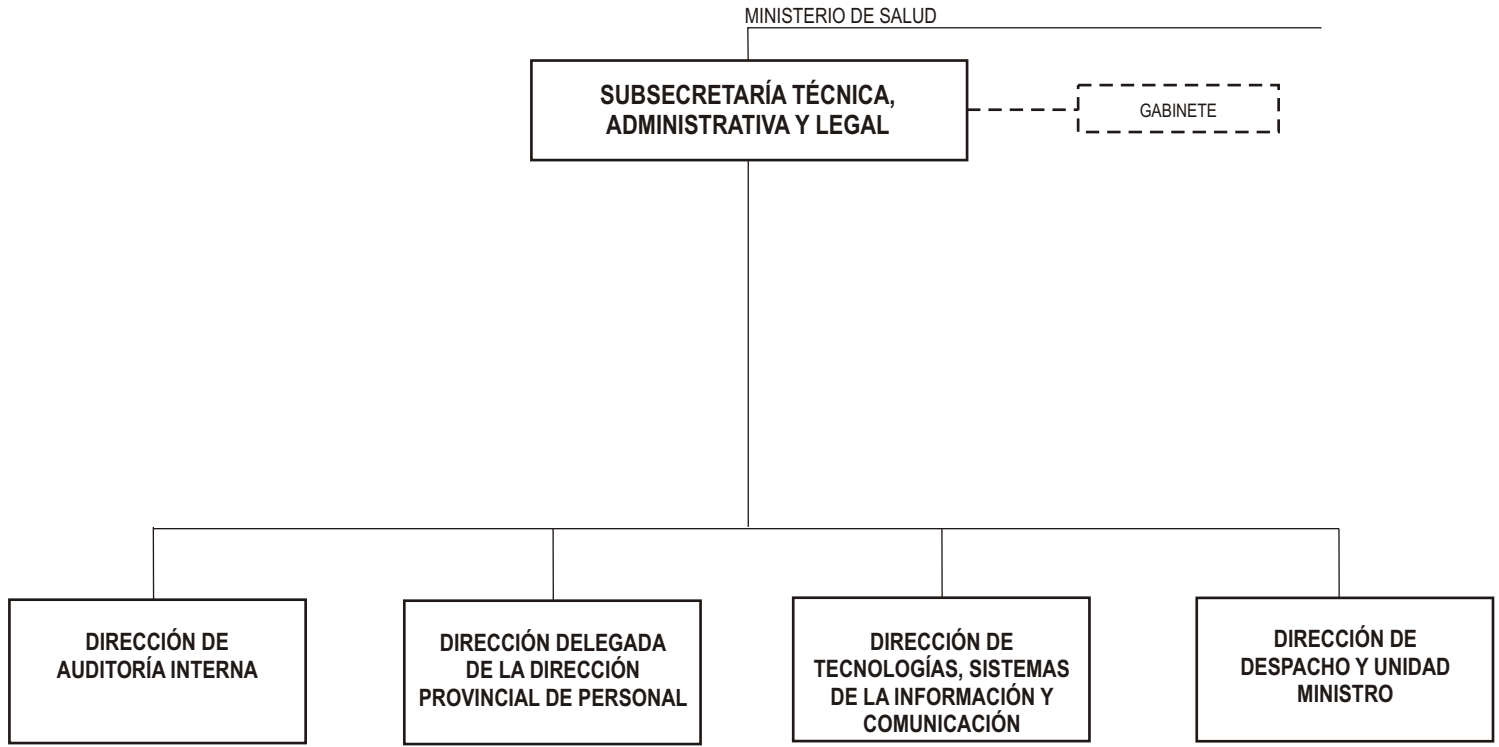 MINISTERIO DE SALUD
SUBSECRETARÍA TÉCNICA,
ADMINISTRATIVA Y LEGAL
GABINETE
DIRECCIÓN DE
AUDITORÍA INTERNA
DIRECCIÓN DELEGADA
DE LA DIRECCIÓN
PROVINCIAL DE PERSONAL
DIRECCIÓN DE
TECNOLOGÍAS, SISTEMAS
DE LA INFORMACIÓN Y
COMUNICACIÓN
DIRECCIÓN DE
DESPACHO Y UNIDAD
MINISTRO